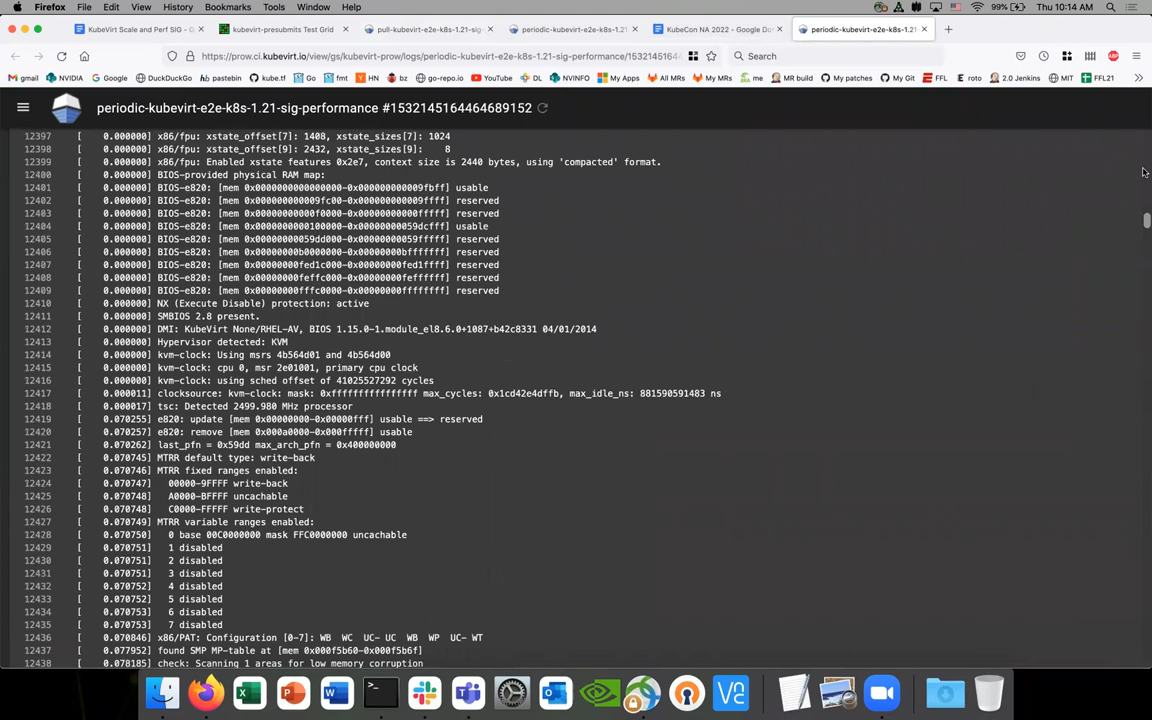 Firefox File Edit View History Bookmarks Tools Window Help 99% Thu 10:14 AM
KubeVirt Scale and Perf SIG - G kubevirt-presubmits Test Grid pull-kubevirt-e2e-k8s-1.21-sig- periodic-kubevirt-e2e-k8s-1.21 KubeCon NA 2022 - Google Do periodic-kubevirt-e2e-k8s-1.21
https://prow.ci.kubevirt.io/view/gs/kubevirt-prow/logs/periodic-kubevirt-e2e-k8s-1.21-sig-performance/15321451644 Search
gmail NVIDIA Google DuckDuckGo pastebin kube.tf Go fmt HN bz go-repo.io YouTube DL NVINFO My Apps All MRs My MRs me MR build My patches My Git FFL roto 2.0 Jenkins MIT FFL21
periodic-kubevirt-e2e-k8s-1.21-sig-performance #1532145164464689152
12397 [ 0.000000] x86/fpu: xstate_offset[7]: 1408, xstate_sizes[7]: 1024
12398 [ 0.000000] x86/fpu: xstate_offset[9]: 2432, xstate_sizes[9]: 8
12399 [ 0.000000] x86/fpu: Enabled xstate features 0x2e7, context size is 2440 bytes, using 'compacted' format.
12400 [ 0.000000] BIOS-provided physical RAM map:
12401 [ 0.000000] BIOS-e820: [mem 0x0000000000000000-0x000000000009fbff] usable
12402 [ 0.000000] BIOS-e820: [mem 0x000000000009fc00-0x000000000009ffff] reserved
12403 [ 0.000000] BIOS-e820: [mem 0x00000000000f0000-0x00000000000fffff] reserved
12404 [ 0.000000] BIOS-e820: [mem 0x0000000000100000-0x00000000059dcfff] usable
12405 [ 0.000000] BIOS-e820: [mem 0x00000000059dd000-0x00000000059fffff] reserved
12406 [ 0.000000] BIOS-e820: [mem 0x00000000b0000000-0x00000000bfffffff] reserved
12407 [ 0.000000] BIOS-e820: [mem 0x00000000fed1c000-0x00000000fed1ffff] reserved
12408 [ 0.000000] BIOS-e820: [mem 0x00000000feffc000-0x00000000feffffff] reserved
12409 [ 0.000000] BIOS-e820: [mem 0x00000000fffc0000-0x00000000ffffffff] reserved
12410 [ 0.000000] NX (Execute Disable) protection: active
12411 [ 0.000000] SMBIOS 2.8 present.
12412 [ 0.000000] DMI: KubeVirt None/RHEL-AV, BIOS 1.15.0-1.module_el8.6.0+1087+b42c8331 04/01/2014
12413 [ 0.000000] Hypervisor detected: KVM
12414 [ 0.000000] kvm-clock: Using msrs 4b564d01 and 4b564d00
12415 [ 0.000000] kvm-clock: cpu 0, msr 2e01001, primary cpu clock
12416 [ 0.000000] kvm-clock: using sched offset of 41025527292 cycles
12417 [ 0.000011] clocksource: kvm-clock: mask: 0xffffffffffffffff max_cycles: 0x1cd42e4dffb, max_idle_ns: 881590591483 ns
12418 [ 0.000017] tsc: Detected 2499.980 MHz processor
12419 [ 0.070255] e820: update [mem 0x00000000-0x00000fff] usable ==> reserved
12420 [ 0.070257] e820: remove [mem 0x000a0000-0x000fffff] usable
12421 [ 0.070262] last_pfn = 0x59dd max_arch_pfn = 0x400000000
12422 [ 0.070745] MTRR default type: write-back
12423 [ 0.070746] MTRR fixed ranges enabled:
12424 [ 0.070747] 00000-9FFFF write-back
12425 [ 0.070748] A0000-BFFFF uncachable
12426 [ 0.070748] C0000-FFFFF write-protect
12427 [ 0.070749] MTRR variable ranges enabled:
12428 [ 0.070750] 0 base 00C0000000 mask FFC0000000 uncachable
12429 [ 0.070751] 1 disabled
12430 [ 0.070751] 2 disabled
12431 [ 0.070751] 3 disabled
12432 [ 0.070752] 4 disabled
12433 [ 0.070752] 5 disabled
12434 [ 0.070753] 6 disabled
12435 [ 0.070753] 7 disabled
12436 [ 0.070846] x86/PAT: Configuration [0-7]: WB WC UC- UC WB WP UC- WT
12437 [ 0.077952] found SMP MP-table at [mem 0x000f5b60-0x000f5b6f]
12438 [ 0.078185] check: Scanning 1 areas for low memory corruption